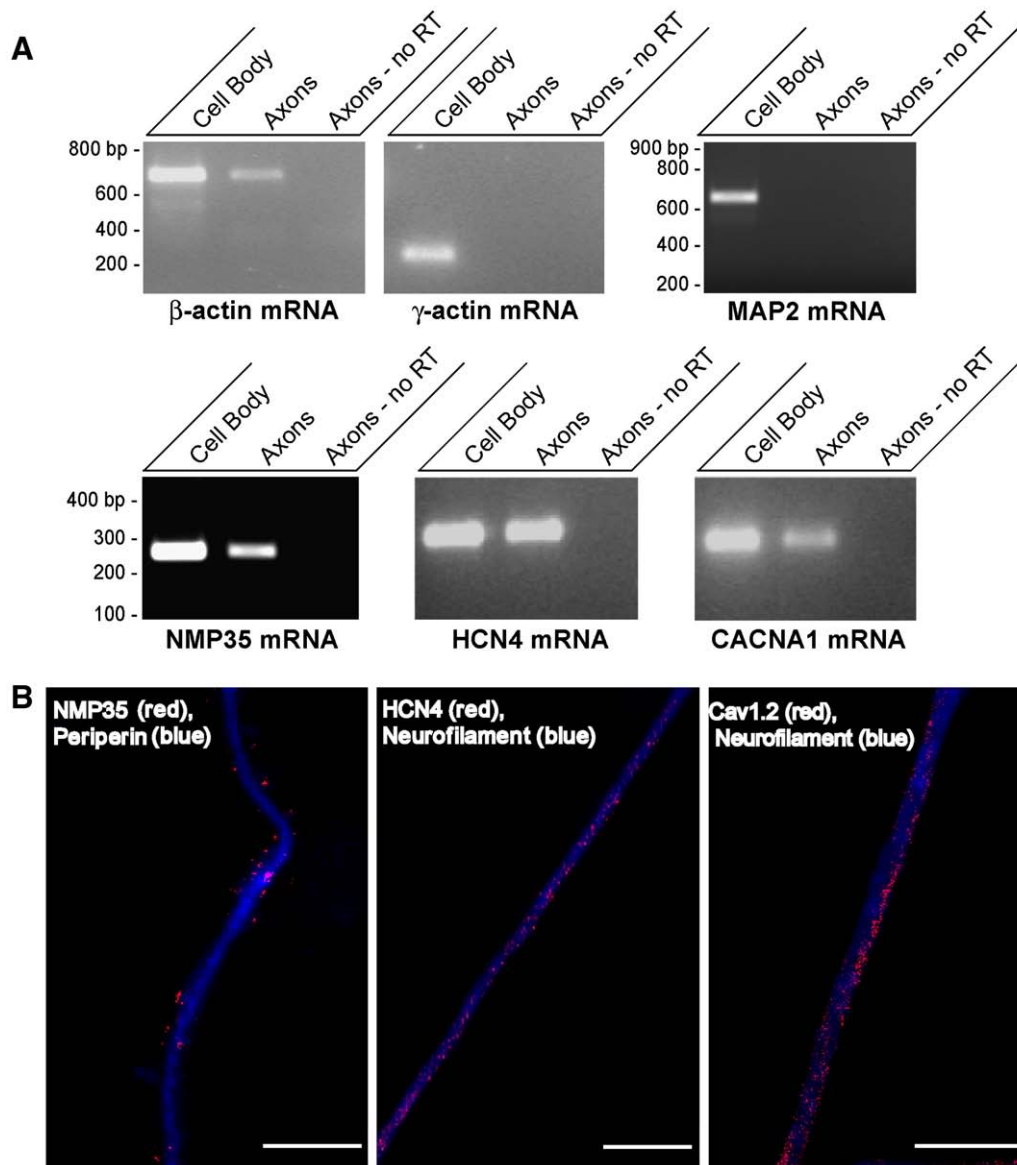 A
Cell Body
Axons
Axons - no RT
Cell Body
Axons
Axons - no RT
Cell Body
Axons
Axons - no RT
800 bp -
600 -
400 -
200 -
900 bp -
800 -
600 -
400 -
200 -
β-actin mRNA
γ-actin mRNA
MAP2 mRNA
Cell Body
Axons
Axons - no RT
Cell Body
Axons
Axons - no RT
Cell Body
Axons
Axons - no RT
400 bp -
300 -
200 -
100 -
NMP35 mRNA
HCN4 mRNA
CACNA1 mRNA
B
NMP35 (red),
Periperin (blue)
HCN4 (red),
Neurofilament (blue)
Cav1.2 (red),
Neurofilament (blue)